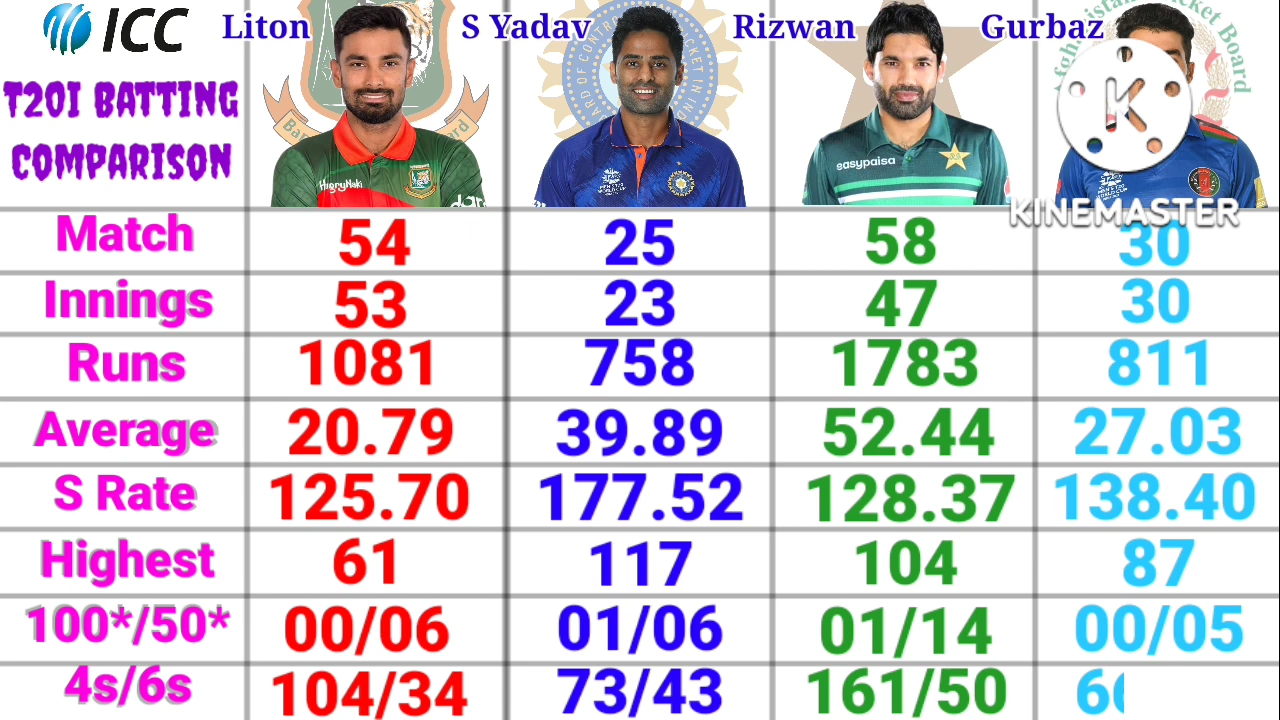 ICC
T20I BATTING
COMPARISON
Liton
S Yadav
Rizwan
Gurbaz
easypaisa
K
KINEMASTER
Match 54 25 58 30
Innings 53 23 47 30
Runs 1081 758 1783 811
Average 20.79 39.89 52.44 27.03
S Rate 125.70 177.52 128.37 138.40
Highest 61 117 104 87
100*/50* 00/06 01/06 01/14 00/05
4s/6s 104/34 73/43 161/50